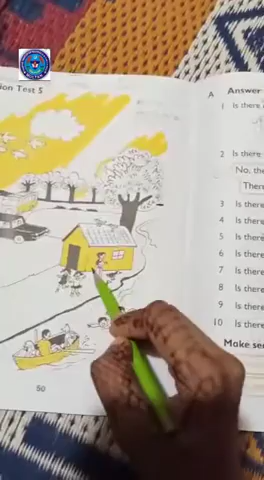 ion Test 5
A Answer
1 Is there
2 Is there
No, the
Ther
3 Is there
4 Is there
5 Is there
6 Is there
7 Is there
8 Is there
9 Is there
10 Is there
Make sen
50